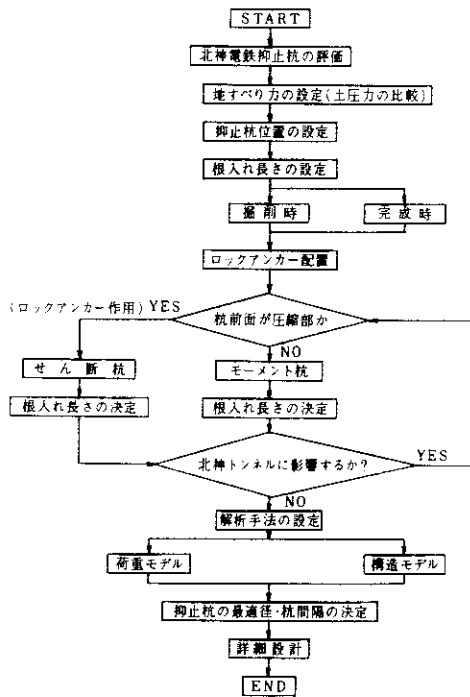 START
北神電鉄抑止杭の評価
地すべり力の設定(土圧力の比較)
抑止杭位置の設定
根入れ長さの設定
掘削時
完成時
ロックアンカー配置
(ロックアンカー作用) YES
杭前面が圧縮部か
NO
せん断杭
モーメント杭
根入れ長さの決定
根入れ長さの決定
北神トンネルに影響するか?
YES
NO
解析手法の設定
荷重モデル
構造モデル
抑止杭の最適径・杭間隔の決定
詳細設計
END